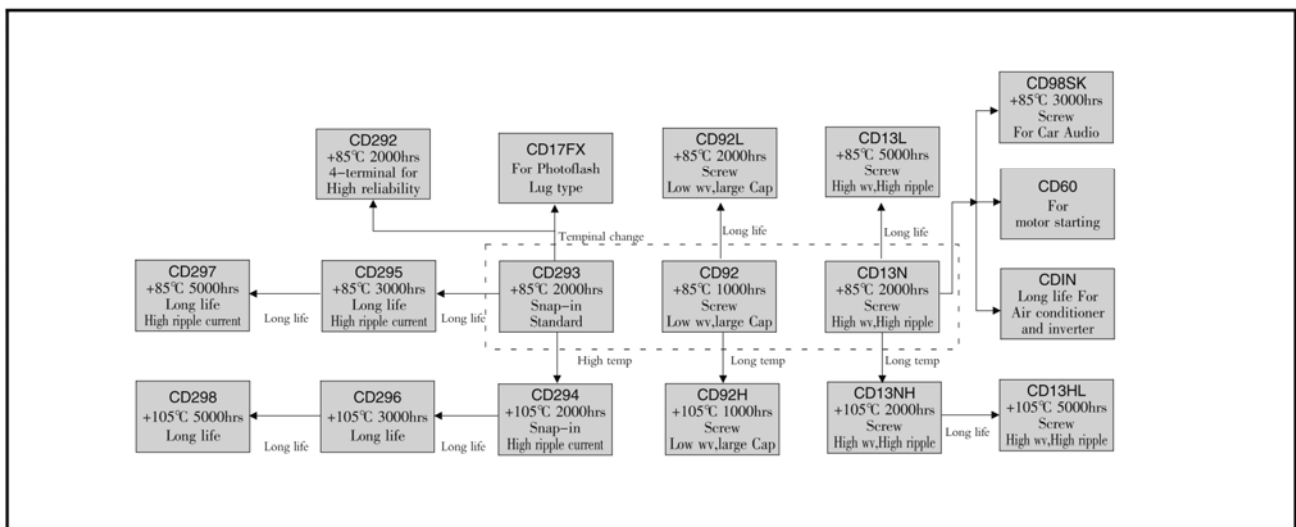 CD98SK
+85℃ 3000hrs
Screw
For Car Audio
CD292
+85℃ 2000hrs
4-terminal for
High reliability
CD17FX
For Photoflash
Lug type
CD92L
+85℃ 2000hrs
Screw
Low wv,large Cap
CD13L
+85℃ 5000hrs
Screw
High wv,High ripple
CD60
For
motor starting
Tempinal change
Long life
Long life
CD297
+85℃ 5000hrs
Long life
High ripple current
Long life
CD295
+85℃ 3000hrs
Long life
High ripple current
Long life
CD293
+85℃ 2000hrs
Snap-in
Standard
CD92
+85℃ 1000hrs
Screw
Low wv,large Cap
CD13N
+85℃ 2000hrs
Screw
High wv,High ripple
CDIN
Long life For
Air conditioner
and inverter
High temp
Long temp
Long temp
CD298
+105℃ 5000hrs
Long life
Long life
CD296
+105℃ 3000hrs
Long life
Long life
CD294
+105℃ 2000hrs
Snap-in
High ripple current
CD92H
+105℃ 1000hrs
Screw
Low wv,large Cap
CD13NH
+105℃ 2000hrs
Screw
High wv,High ripple
Long life
CD13HL
+105℃ 5000hrs
Screw
High wv,High ripple